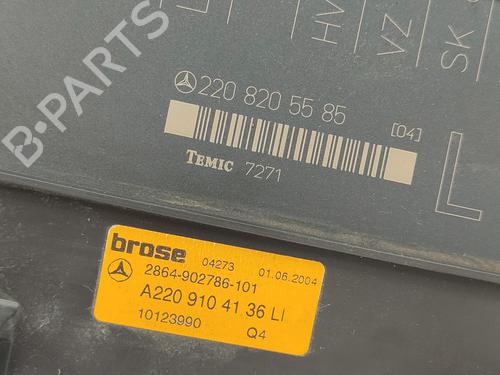 B-PARTS
L
HV
VZ
SK
220 820 55 85
[04]
TEMIC 7271
L
brose 04273 01.06.2004
2864-902786-101
A220 910 41 36 LI
10123990 Q4